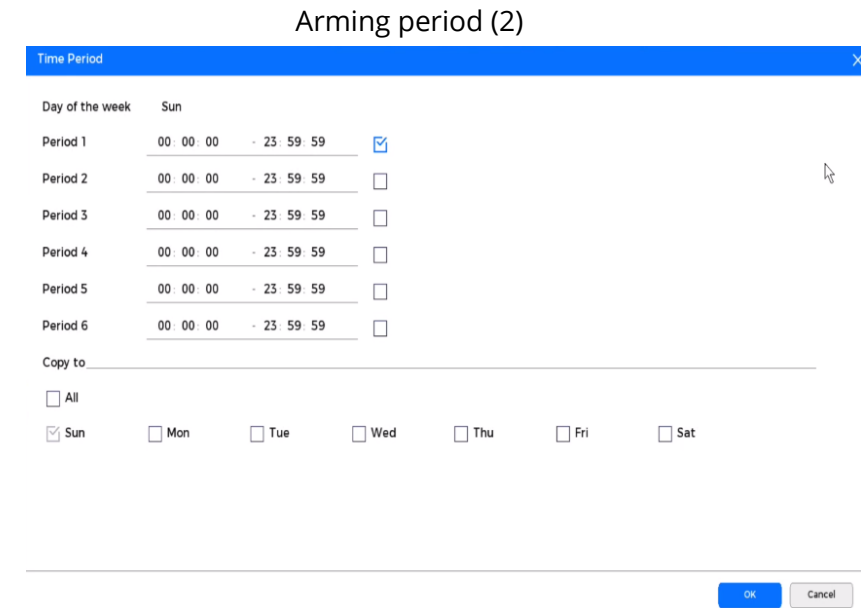 Arming period (2)
Time Period X
Day of the week Sun
Period 1 00: 00: 00 - 23: 59: 59
Period 2 00: 00: 00 - 23: 59: 59
Period 3 00: 00: 00 - 23: 59: 59
Period 4 00: 00: 00 - 23: 59: 59
Period 5 00: 00: 00 - 23: 59: 59
Period 6 00: 00: 00 - 23: 59: 59
Copy to
All
Sun Mon Tue Wed Thu Fri Sat
OK Cancel